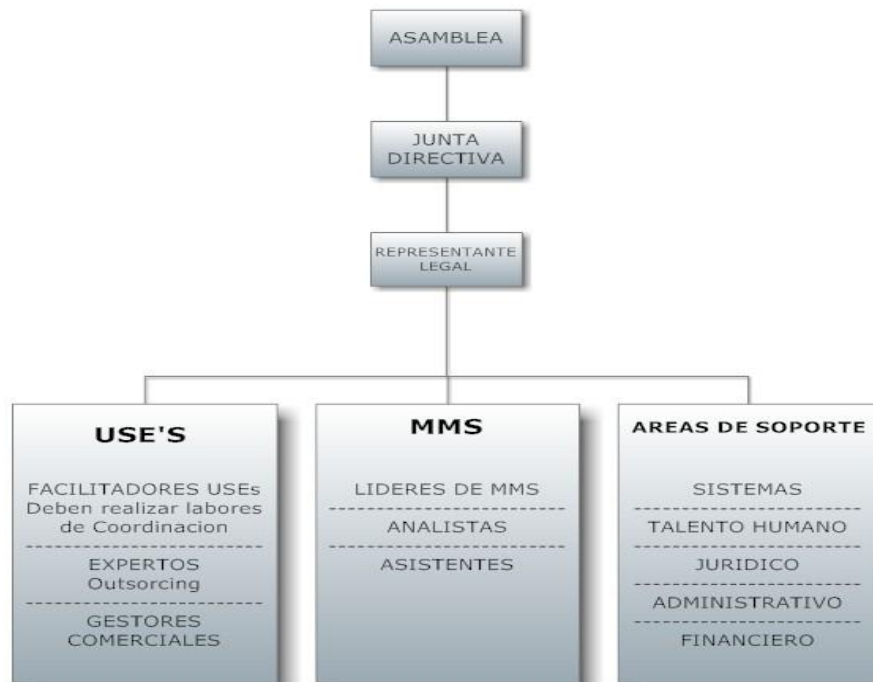 ASAMBLEA
JUNTA
DIRECTIVA
REPRESENTANTE
LEGAL
USE'S
FACILITADORES USEs
Deben realizar labores
de Coordinacion
EXPERTOS
Outsorcing
GESTORES
COMERCIALES
MMS
LIDERES DE MMS
ANALISTAS
ASISTENTES
AREAS DE SOPORTE
SISTEMAS
TALENTO HUMANO
JURIDICO
ADMINISTRATIVO
FINANCIERO